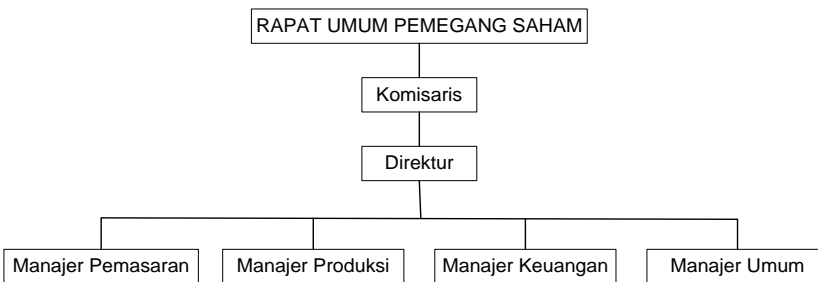 RAPAT UMUM PEMEGANG SAHAM
Komisaris
Direktur
Manajer Pemasaran
Manajer Produksi
Manajer Keuangan
Manajer Umum